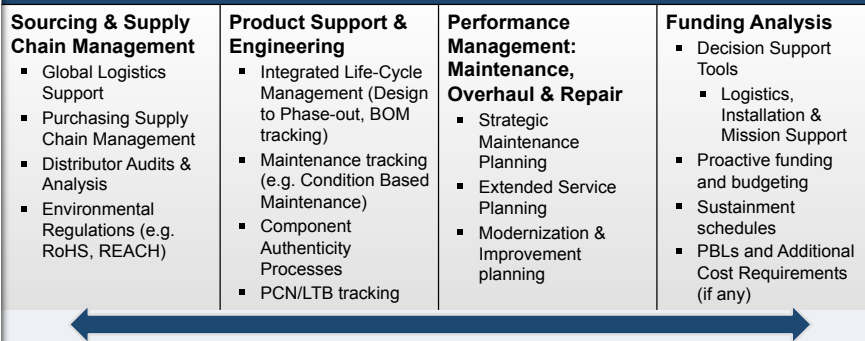 Sourcing & Supply
Chain Management
▪ Global Logistics
Support
▪ Purchasing Supply
Chain Management
▪ Distributor Audits &
Analysis
▪ Environmental
Regulations (e.g.
RoHS, REACH)
Product Support &
Engineering
▪ Integrated Life-Cycle
Management (Design
to Phase-out, BOM
tracking)
▪ Maintenance tracking
(e.g. Condition Based
Maintenance)
▪ Component
Authenticity
Processes
▪ PCN/LTB tracking
Performance
Management:
Maintenance,
Overhaul & Repair
▪ Strategic
Maintenance
Planning
▪ Extended Service
Planning
▪ Modernization &
Improvement
planning
Funding Analysis
▪ Decision Support
Tools
▪ Logistics,
Installation &
Mission Support
▪ Proactive funding
and budgeting
▪ Sustainment
schedules
▪ PBLs and Additional
Cost Requirements
(if any)